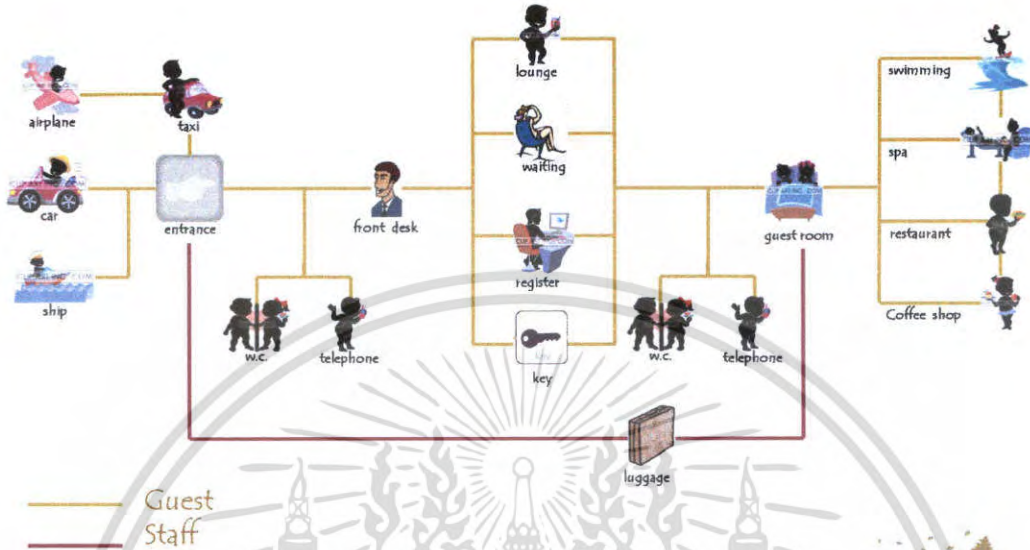 lounge
airplane
taxi
swimming
waiting
spa
car
entrance
front desk
guest room
restaurant
register
ship
w.c.
telephone
key
w.c.
telephone
Coffee shop
luggage
Guest
Staff